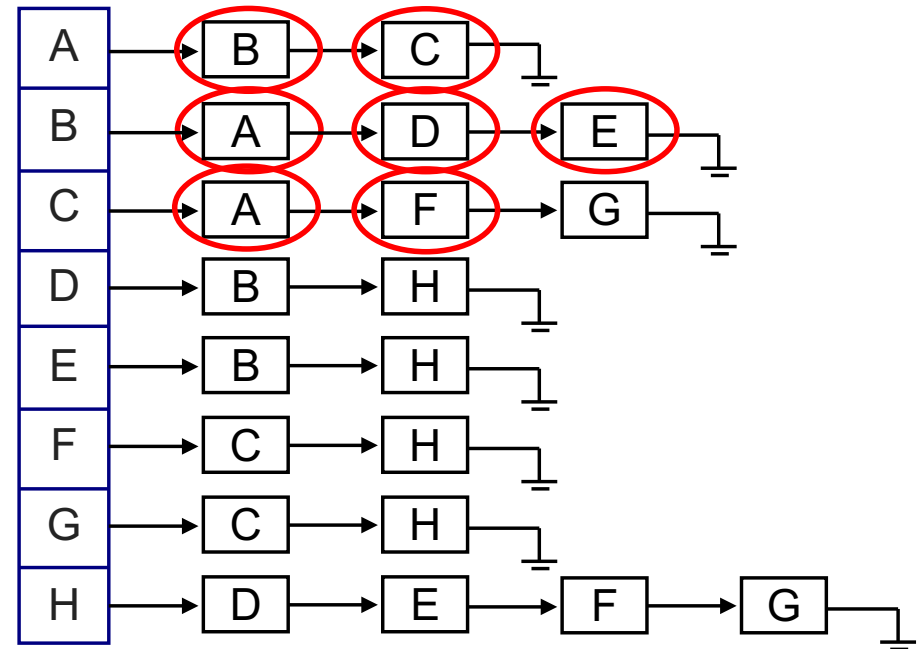 A B C
B A D E
C A F G
D B H
E B H
F C H
G C H
H D E F G